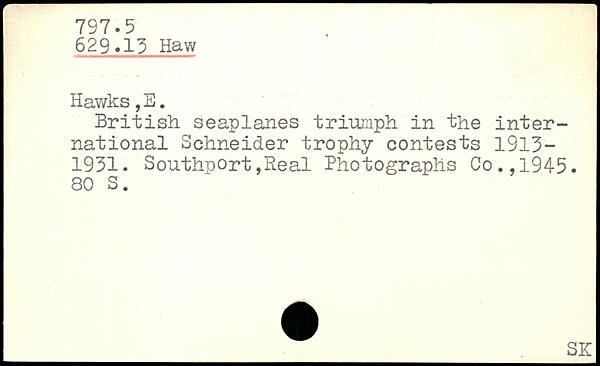 797.5
629.13 Haw
Hawks,E.
British seaplanes triumph in the inter-
national Schneider trophy contests 1913-
1931. Southport,Real Photographs Co.,1945.
80 S.
SK